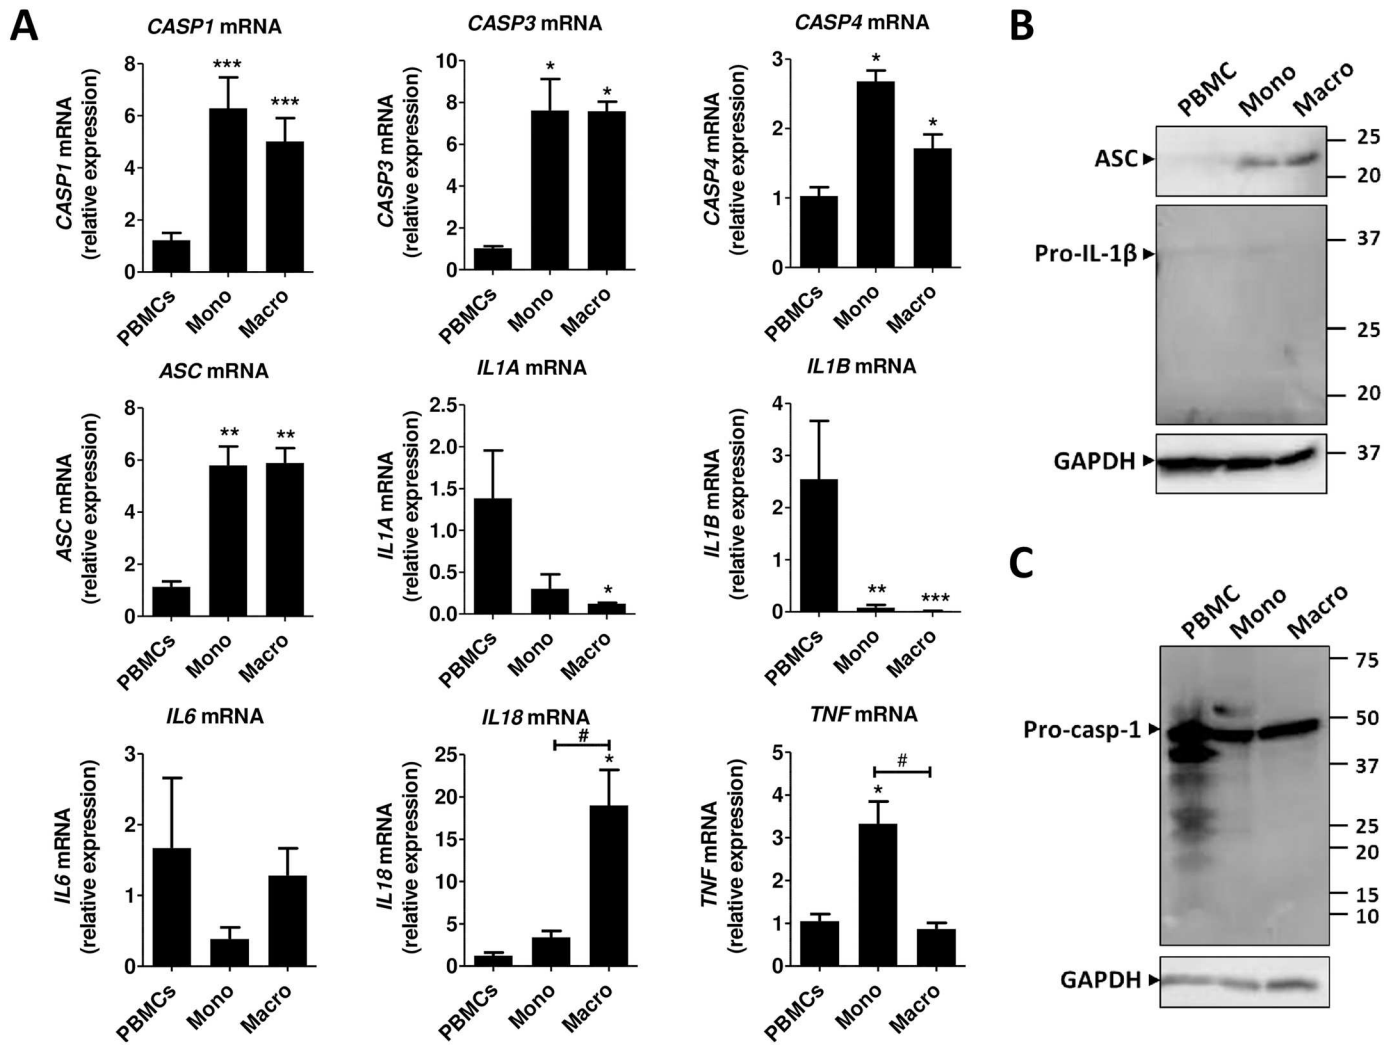 A
CASP1 mRNA
CASP1 mRNA
(relative expression)
8
6
4
2
0
***
***
PBMCs
Mono
Macro
CASP3 mRNA
CASP3 mRNA
(relative expression)
10
8
6
4
2
0
*
*
PBMCs
Mono
Macro
CASP4 mRNA
CASP4 mRNA
(relative expression)
3
2
1
0
*
*
PBMCs
Mono
Macro
ASC mRNA
ASC mRNA
(relative expression)
8
6
4
2
0
**
**
PBMCs
Mono
Macro
IL1A mRNA
IL1A mRNA
(relative expression)
2.5
2.0
1.5
1.0
0.5
0.0
*
PBMCs
Mono
Macro
IL1B mRNA
IL1B mRNA
(relative expression)
4
3
2
1
0
**
***
PBMCs
Mono
Macro
IL6 mRNA
IL6 mRNA
(relative expression)
3
2
1
0
PBMCs
Mono
Macro
IL18 mRNA
IL18 mRNA
(relative expression)
25
20
15
10
5
0
#
*
PBMCs
Mono
Macro
TNF mRNA
TNF mRNA
(relative expression)
5
4
3
2
1
0
#
*
PBMCs
Mono
Macro
B
PBMC
Mono
Macro
ASC
25
20
Pro-IL-1β
37
25
20
GAPDH
37
C
PBMC
Mono
Macro
Pro-casp-1
75
50
37
25
20
15
10
GAPDH